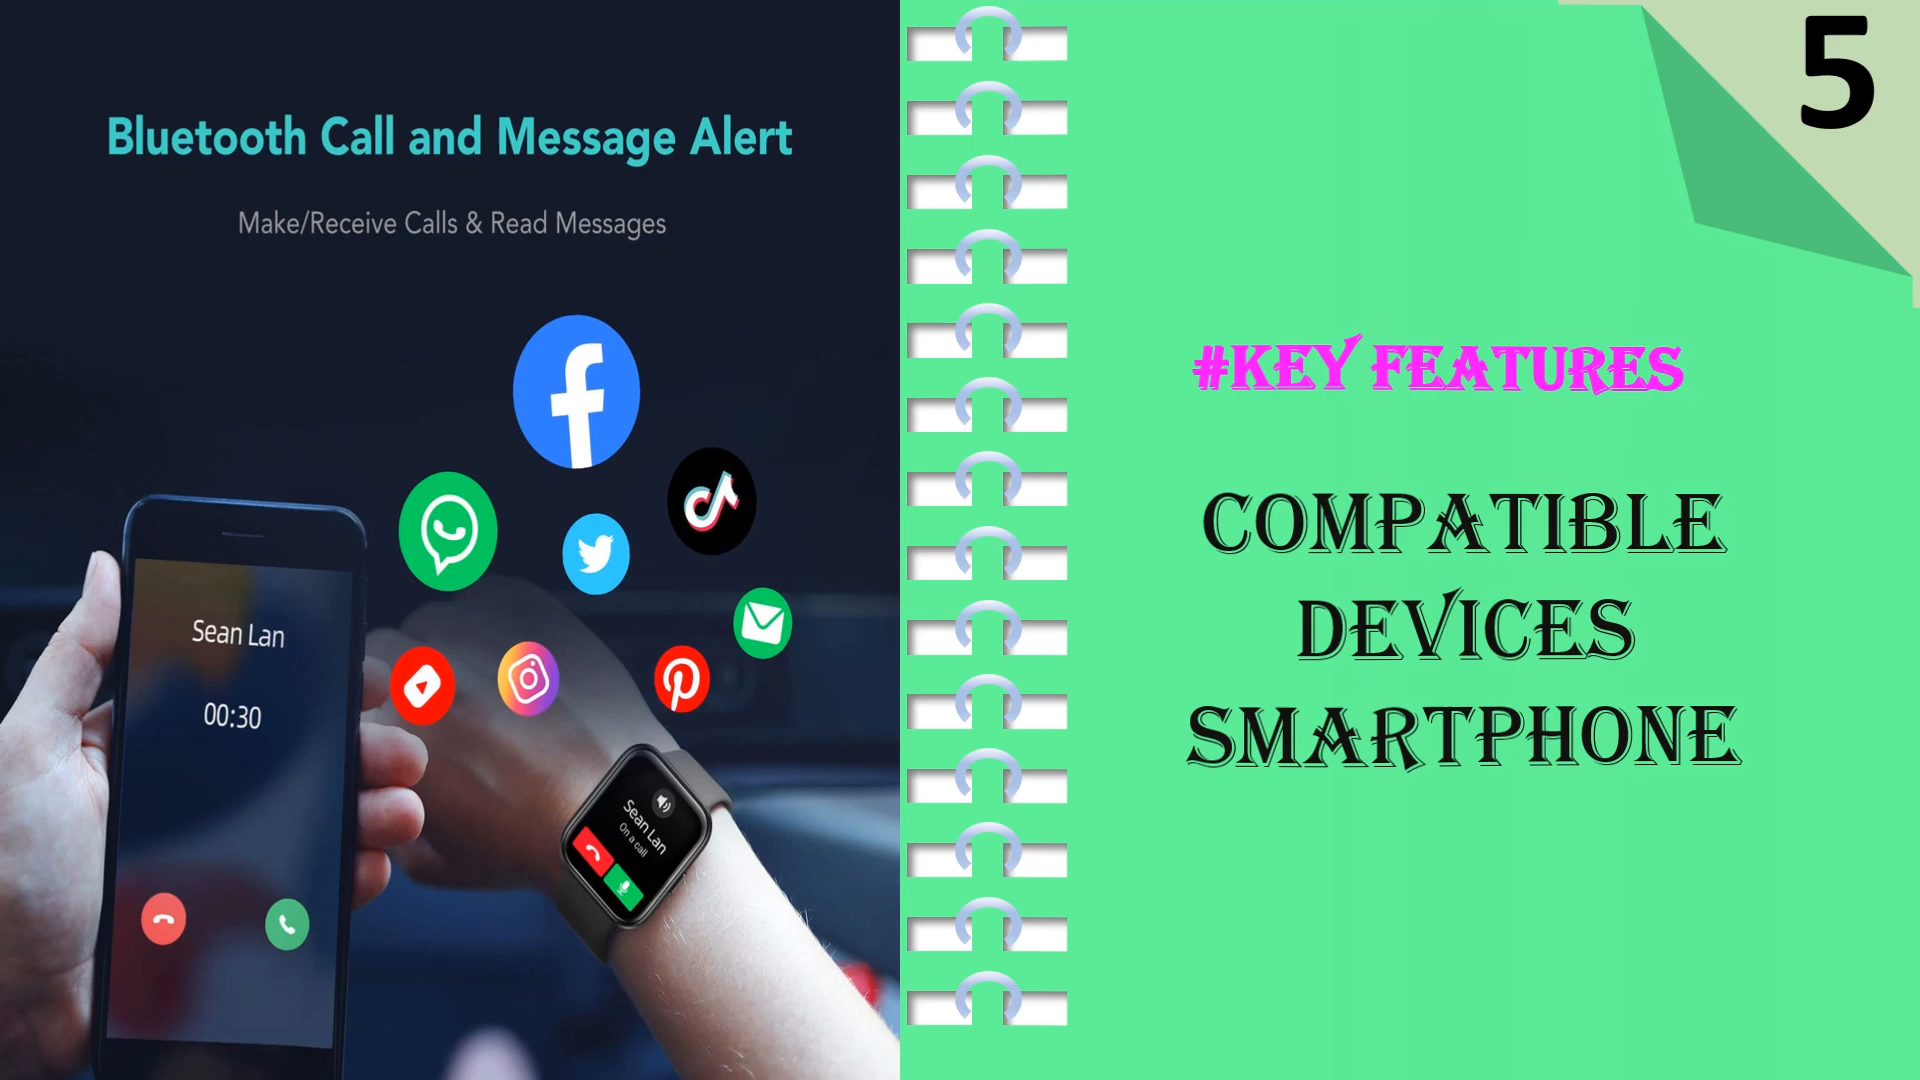 Bluetooth Call and Message Alert
Make/Receive Calls & Read Messages
Sean Lan
00:30
Sean Lan
On a call
5
#KEY FEATURES
COMPATIBLE
DEVICES
SMARTPHONE